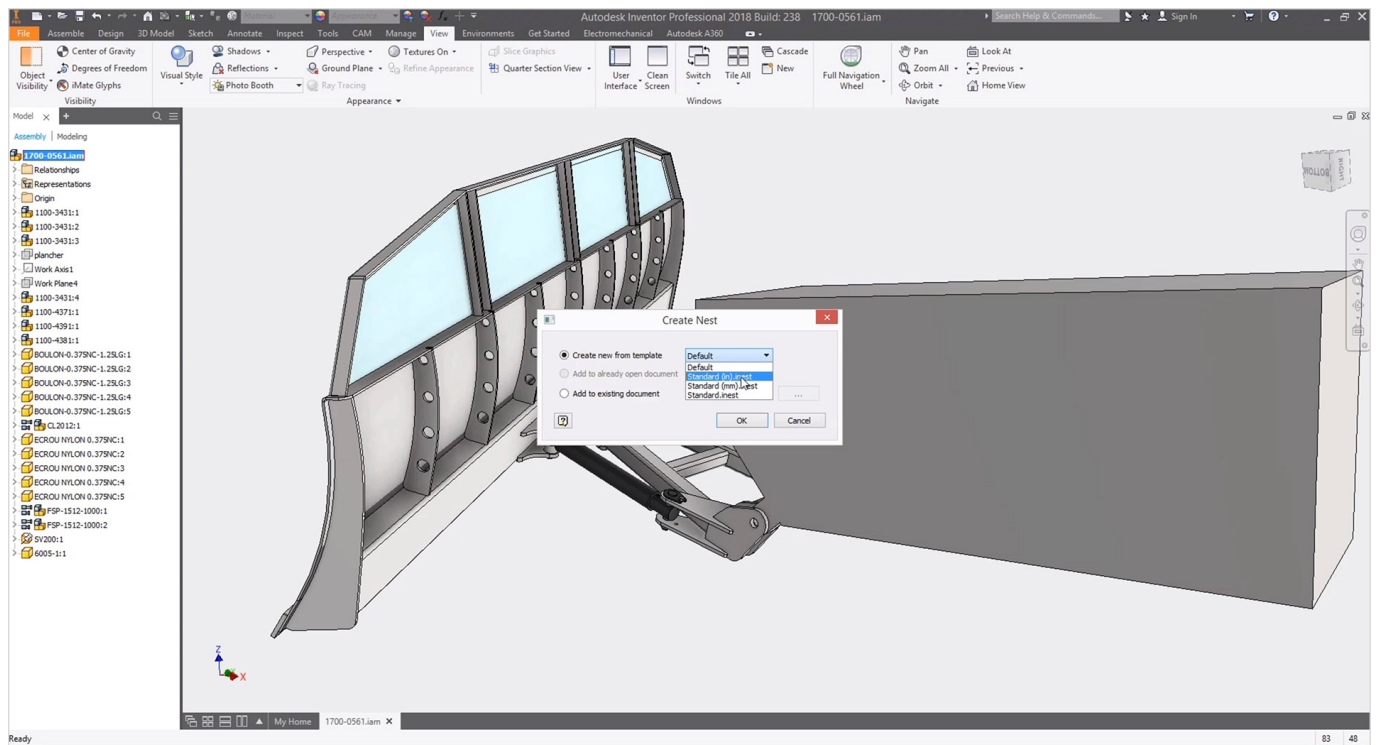 Material
Appearance
Autodesk Inventor Professional 2018 Build: 238 1700-0561.iam
Search Help & Commands...
Sign In
PRO
File Assemble Design 3D Model Sketch Annotate Inspect Tools CAM Manage View Environments Get Started Electromechanical Autodesk A360
Object Visibility
Center of Gravity
Degrees of Freedom
iMate Glyphs
Visibility
Visual Style
Shadows
Reflections
Photo Booth
Perspective
Ground Plane
Ray Tracing
Textures On
Refine Appearance
Appearance
Slice Graphics
Quarter Section View
User Interface
Clean Screen
Switch
Tile All
Cascade
New
Windows
Full Navigation Wheel
Pan
Zoom All
Orbit
Look At
Previous
Home View
Navigate
Model
Assembly | Modeling
1700-0561.iam
Relationships
Representations
Origin
1100-3431:1
1100-3431:2
1100-3431:3
plancher
Work Axis1
Work Plane4
1100-3431:4
1100-4371:1
1100-4391:1
1100-4381:1
BOULON-0.375NC-1.25LG:1
BOULON-0.375NC-1.25LG:2
BOULON-0.375NC-1.25LG:3
BOULON-0.375NC-1.25LG:4
BOULON-0.375NC-1.25LG:5
CL2012:1
ECROU NYLON 0.375NC:1
ECROU NYLON 0.375NC:2
ECROU NYLON 0.375NC:3
ECROU NYLON 0.375NC:4
ECROU NYLON 0.375NC:5
FSP-1512-1000:1
FSP-1512-1000:2
SV200:1
6005-1:1
BOTTOM
RIGHT
Create Nest
Create new from template
Default
Default
Standard (in).inest
Standard (mm).inest
Standard.inest
Add to already open document
Add to existing document
...
OK
Cancel
Z
X
My Home
1700-0561.iam
Ready
83 48